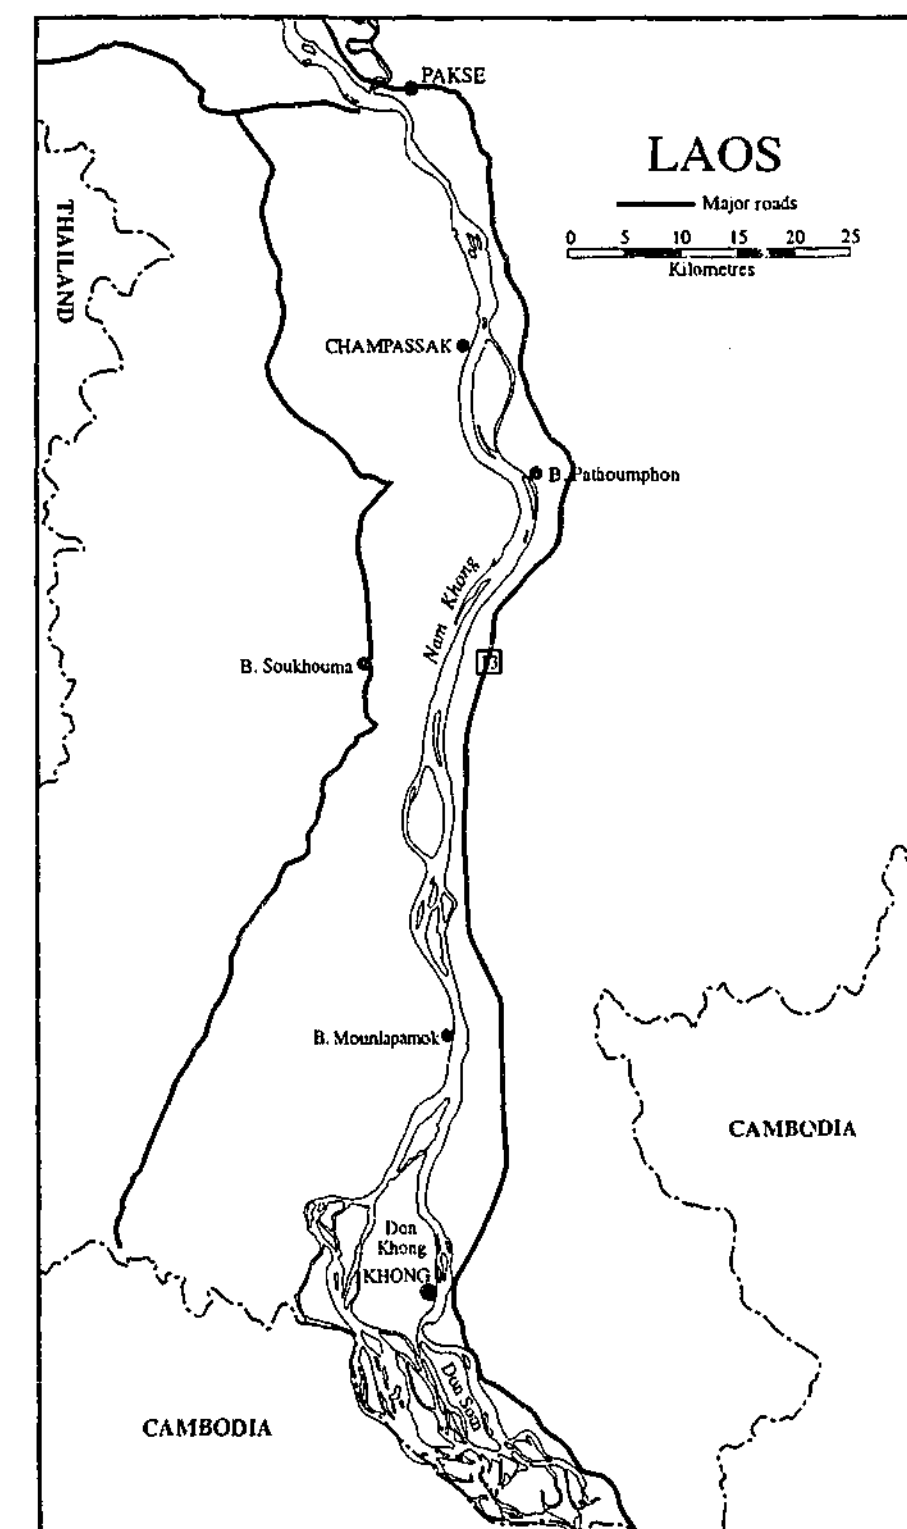 PAKSE
LAOS
Major roads
0 5 10 15 20 25
Kilometres
THAILAND
CHAMPASSAK
B. Pathoumphon
Nam Khong
B. Soukhouma
13
B. Mounlapamok
CAMBODIA
Don
Khong
KHONG
Don Som
CAMBODIA